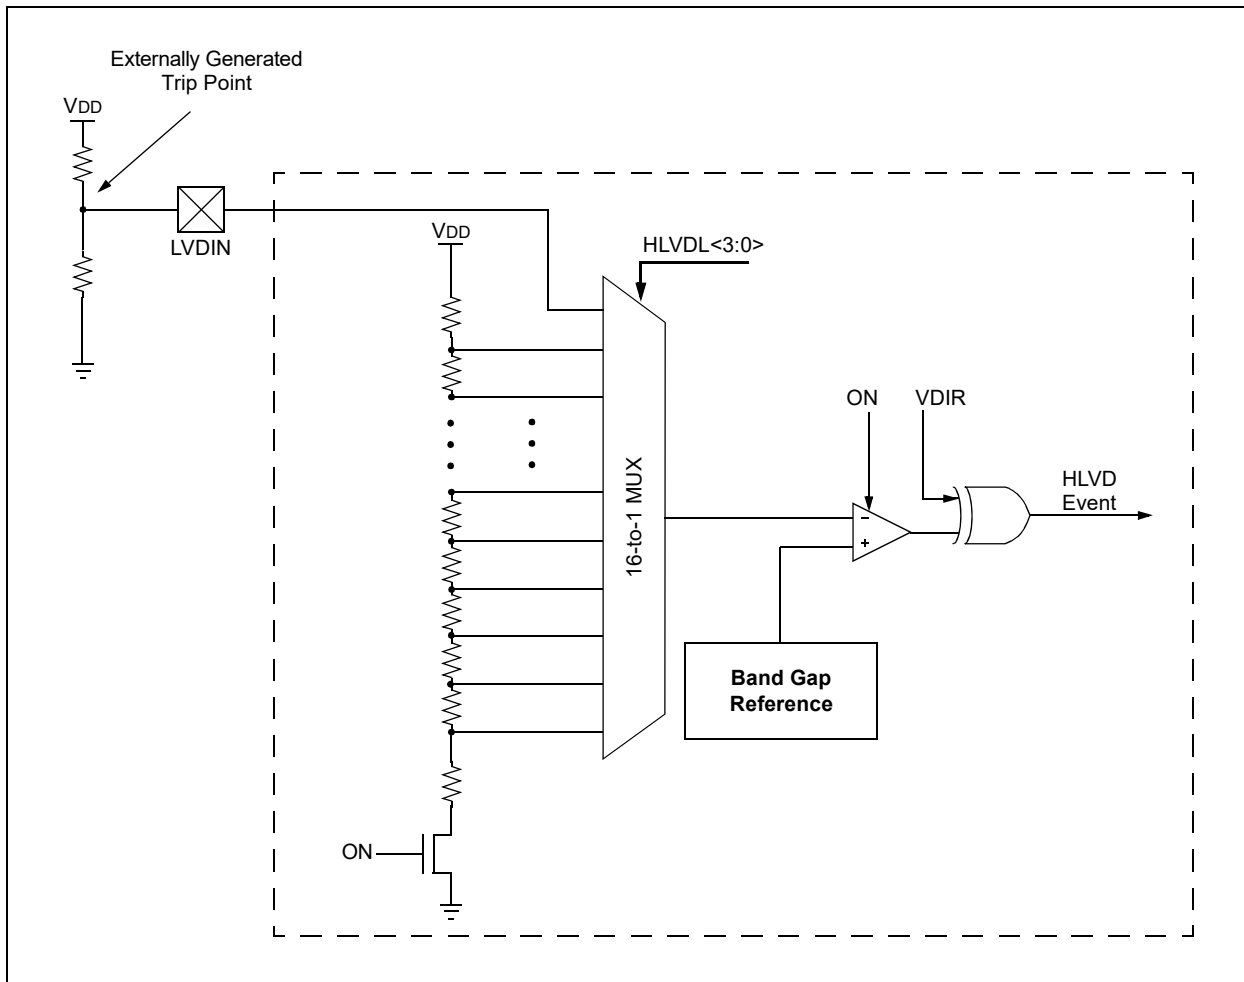 Externally Generated
Trip Point
VDD
LVDIN
VDD
HLVDL<3:0>
16-to-1 MUX
ON
VDIR
HLVD
Event
-
+
Band Gap
Reference
ON